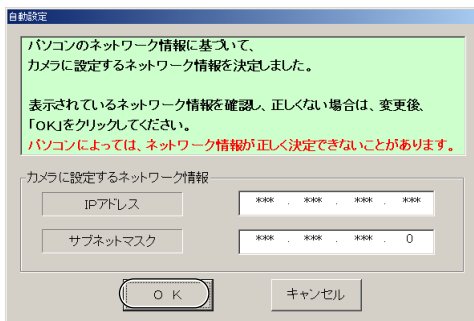 自動設定
パソコンのネットワーク情報に基づいて、
カメラに設定するネットワーク情報を決定しました。
表示されているネットワーク情報を確認し、正しくない場合は、変更後、
「OK」をクリックしてください。
パソコンによっては、ネットワーク情報が正しく決定できないことがあります。
カメラに設定するネットワーク情報
IPアドレス *** . *** . *** . ***
サブネットマスク *** . *** . *** . 0
OK キャンセル